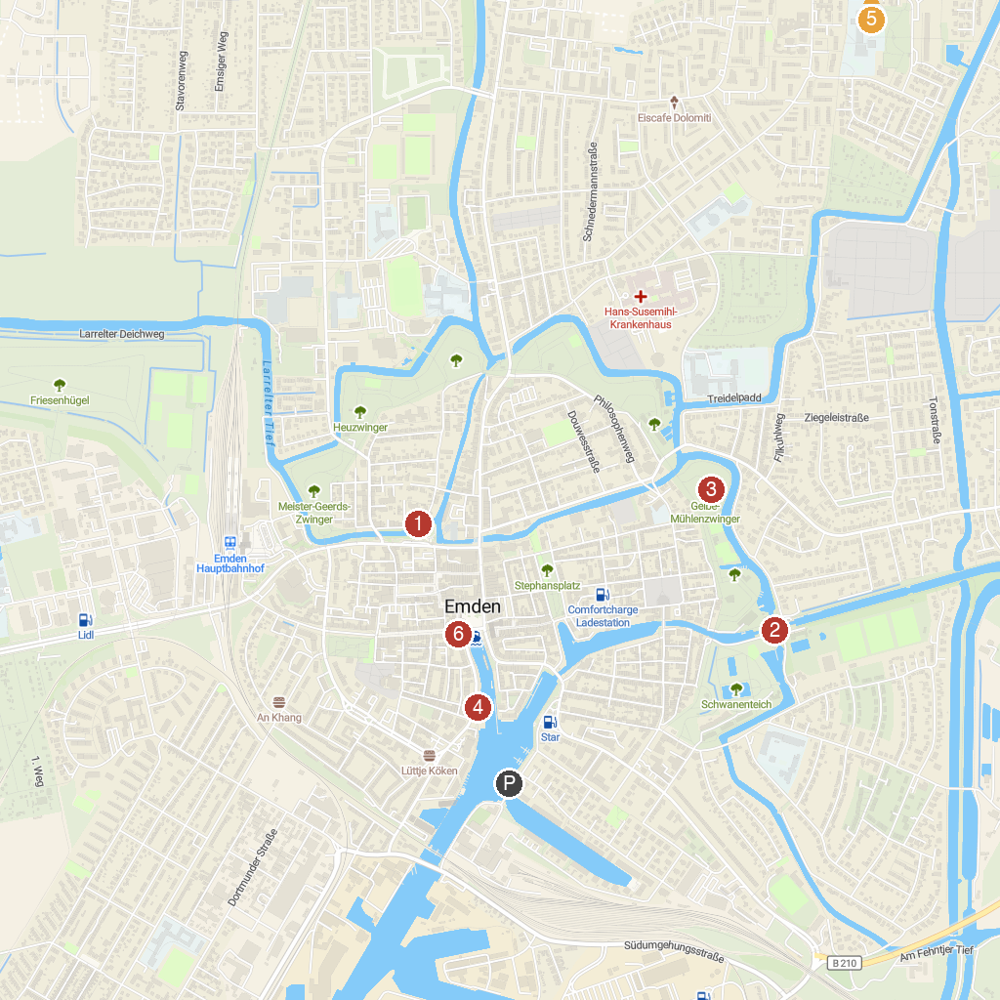 5
Stavorenweg
Emsiger Weg
Eiscafe Dolomiti
Schnedermannstraße
Hans-Susemihl-
Krankenhaus
Larrelter Deichweg
Larrelter Tief
Friesenhügel
Heuzwinger
Philosophenweg
Douwesstraße
Treidelpadd
Ziegeleistraße
Tonstraße
Meister-Geerds-
Zwinger
1
3
Gelbe-
Mühlenzwinger
Emden
Hauptbahnhof
Stephansplatz
Comfortcharge
Ladestation
Lidl
Emden
6
2
4
Schwanenteich
An Khang
Star
Lüttje Köken
1. Weg
P
Dortmunder Straße
Südumgehungsstraße
B 210
Am Fehntjer Tief